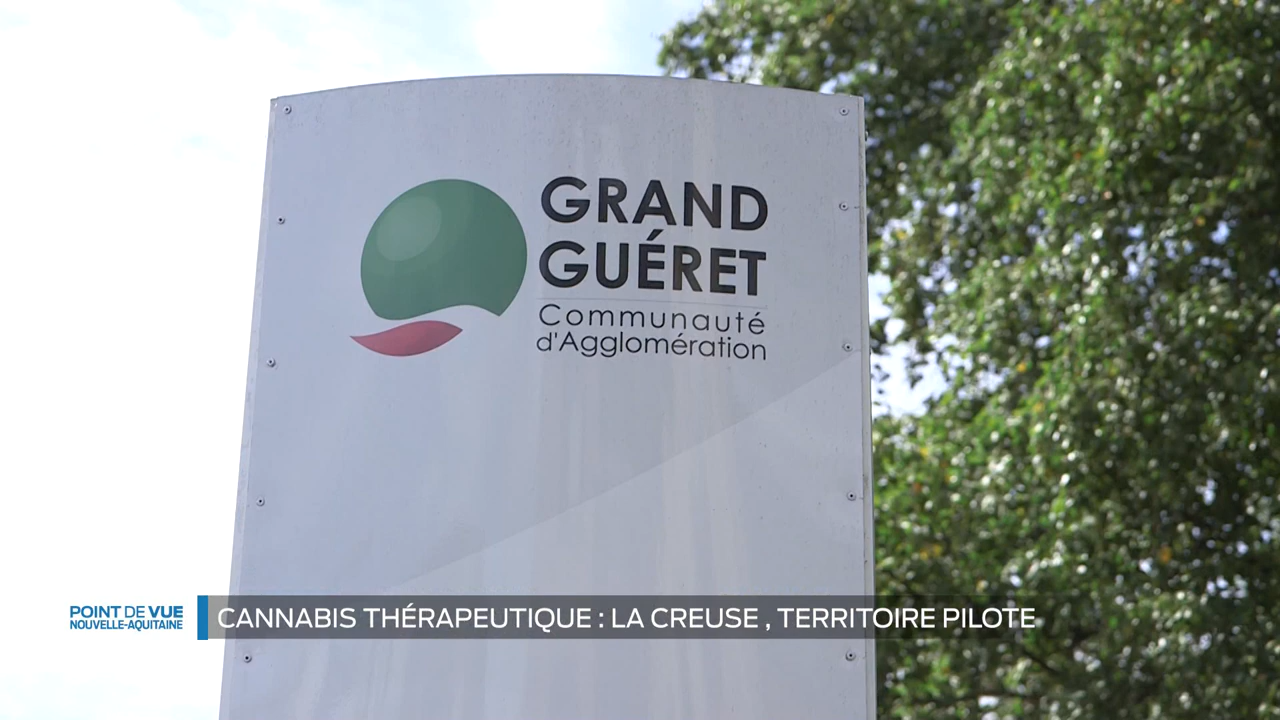 GRAND
GUÉRET
Communauté
d'Agglomération
POINT DE VUE
NOUVELLE-AQUITAINE
CANNABIS THÉRAPEUTIQUE : LA CREUSE , TERRITOIRE PILOTE